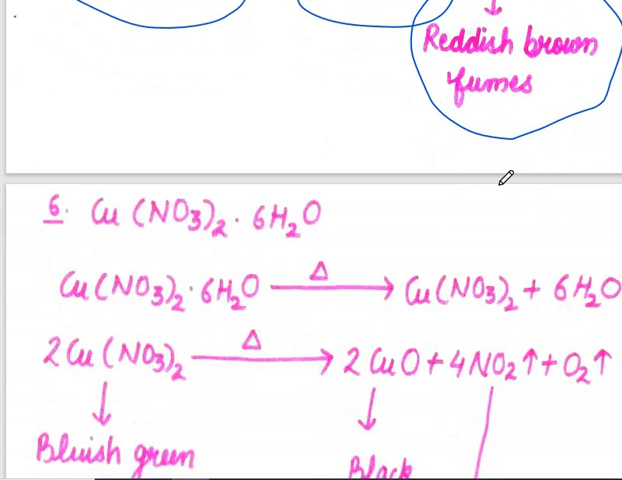 Reddish brown
fumes
6. Cu(NO3)2 · 6H2O
Cu(NO3)2 · 6H2O —Δ→ Cu(NO3)2 + 6H2O
2Cu(NO3)2 —Δ→ 2CuO + 4NO2↑ + O2↑
Bluish green
Black